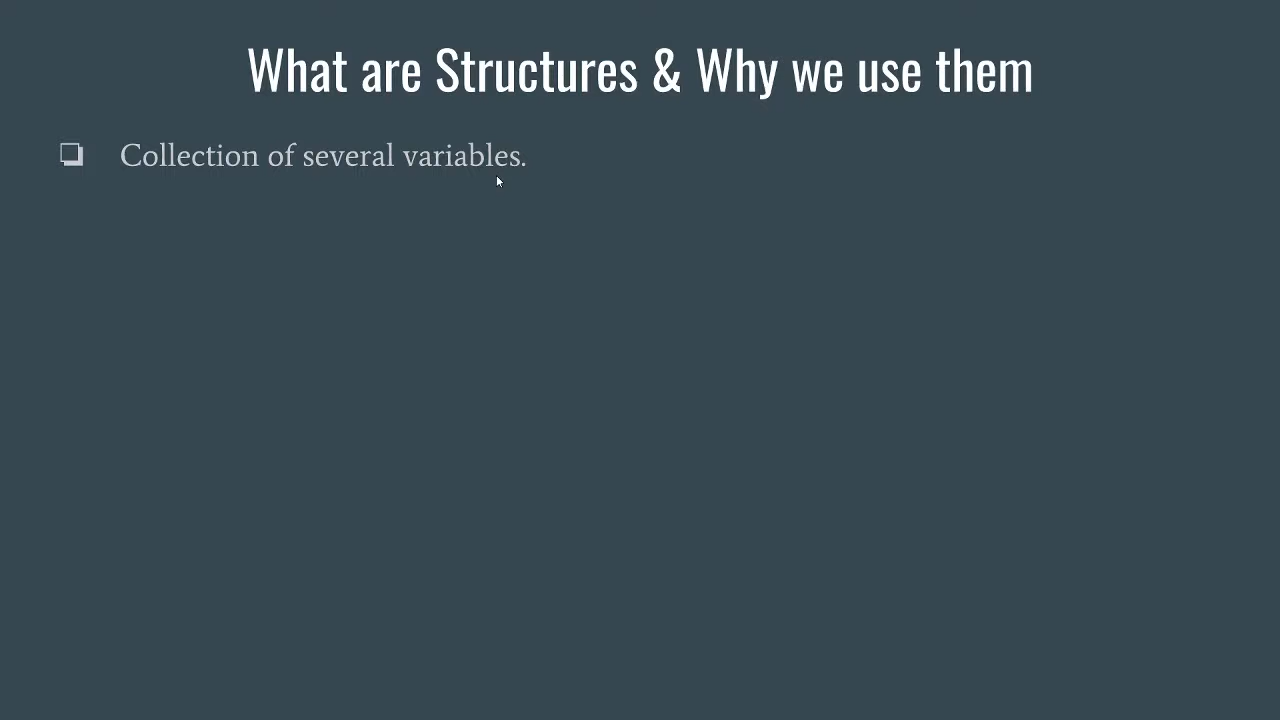 What are Structures & Why we use them
❏ Collection of several variables.